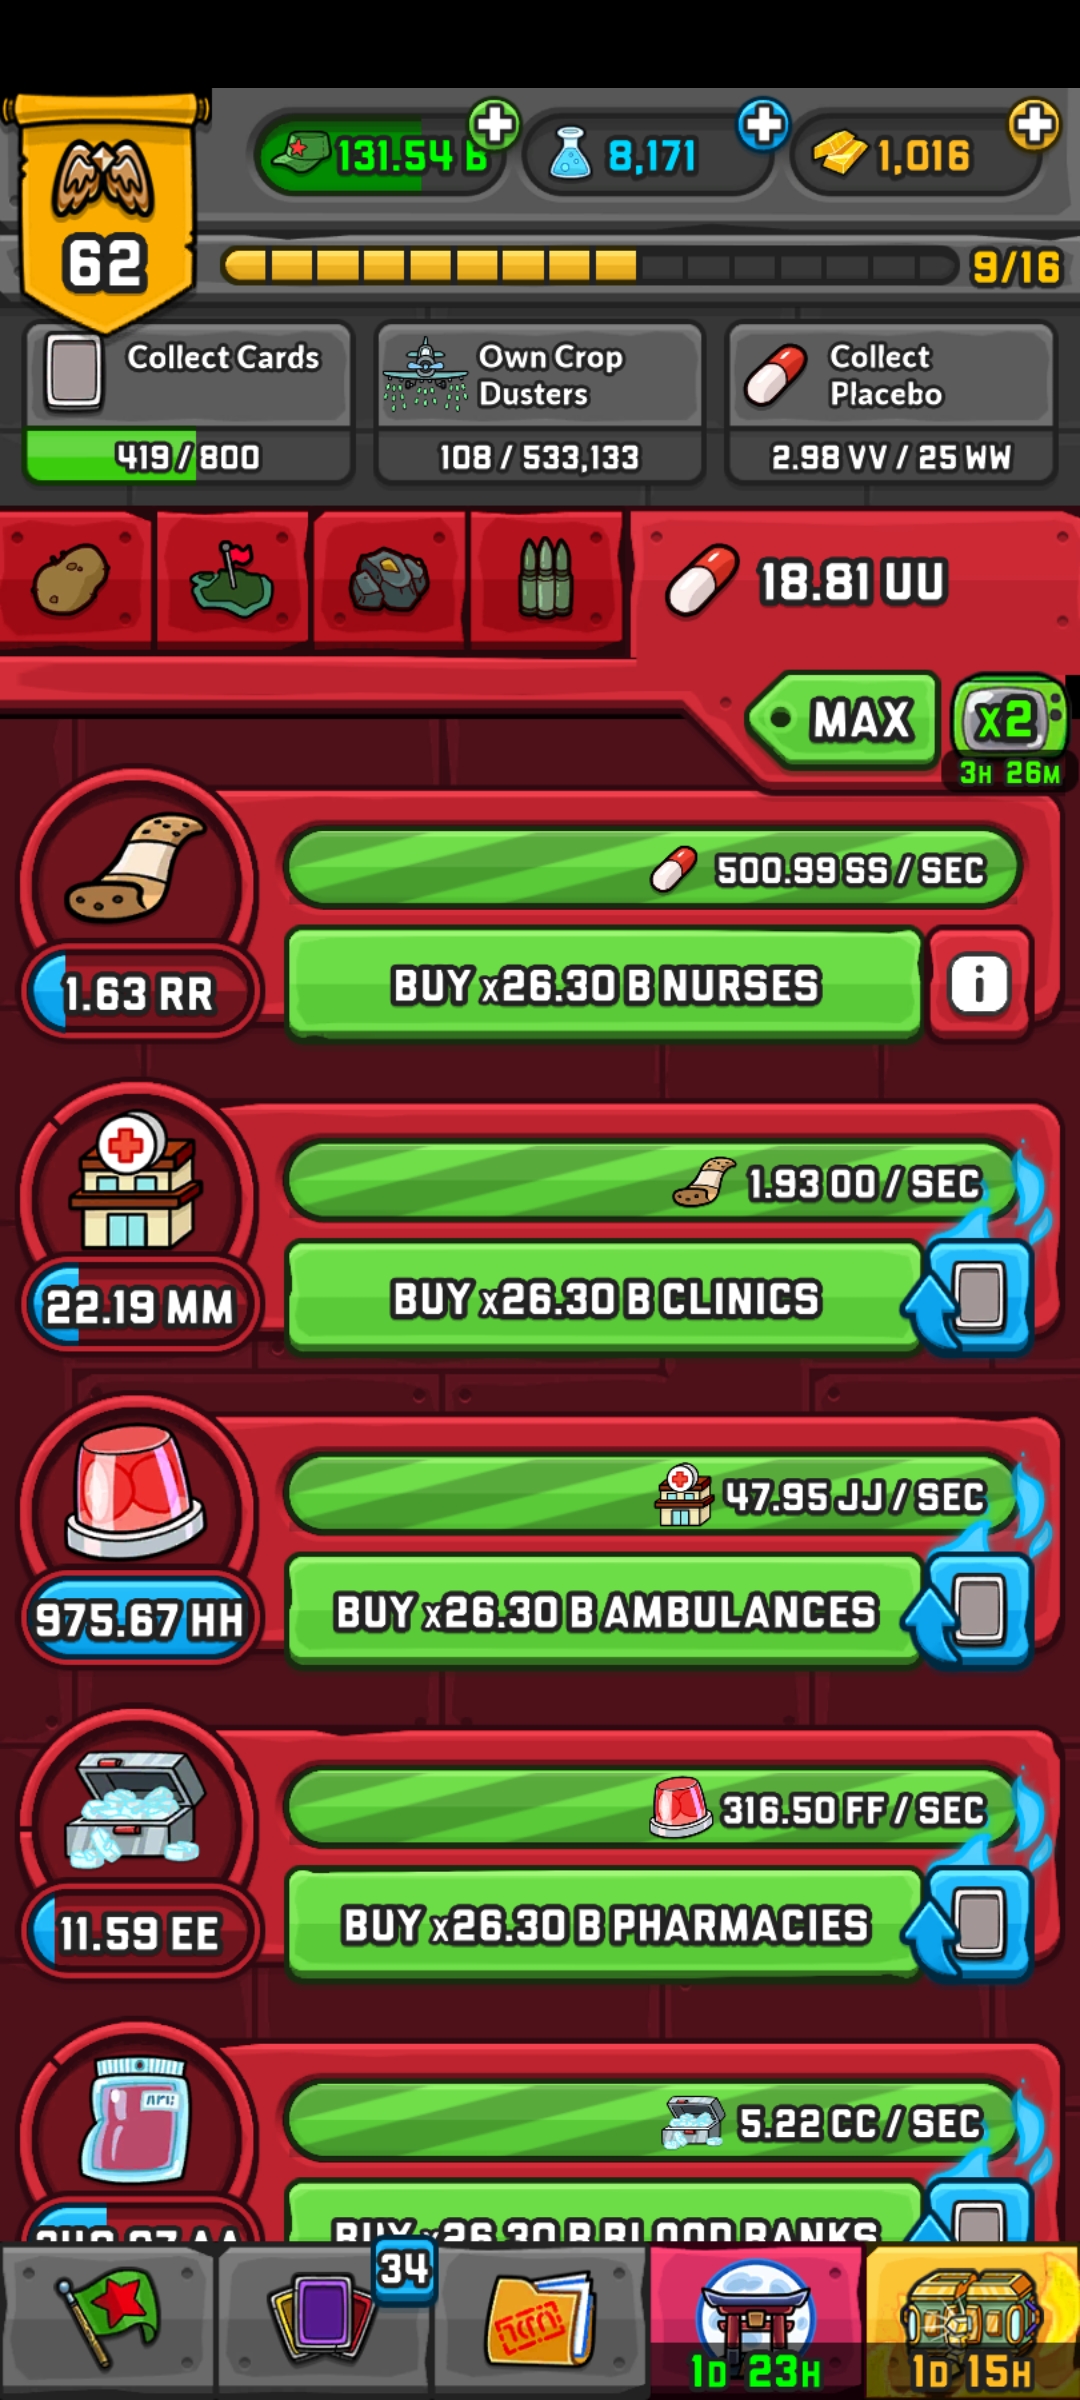 131.54 B
8,171
1,016
62
9/16
Collect Cards
419 / 800
Own Crop
Dusters
108 / 533,133
Collect
Placebo
2.98 VV / 25 WW
18.81 UU
MAX
x2
3H 26M
500.99 SS / SEC
1.63 RR
BUY x26.30 B NURSES
i
1.93 OO / SEC
22.19 MM
BUY x26.30 B CLINICS
47.95 JJ / SEC
975.67 HH
BUY x26.30 B AMBULANCES
316.50 FF / SEC
11.59 EE
BUY x26.30 B PHARMACIES
5.22 CC / SEC
BUY x26.30 B BLOOD BANKS
34
1D 23H
1D 15H